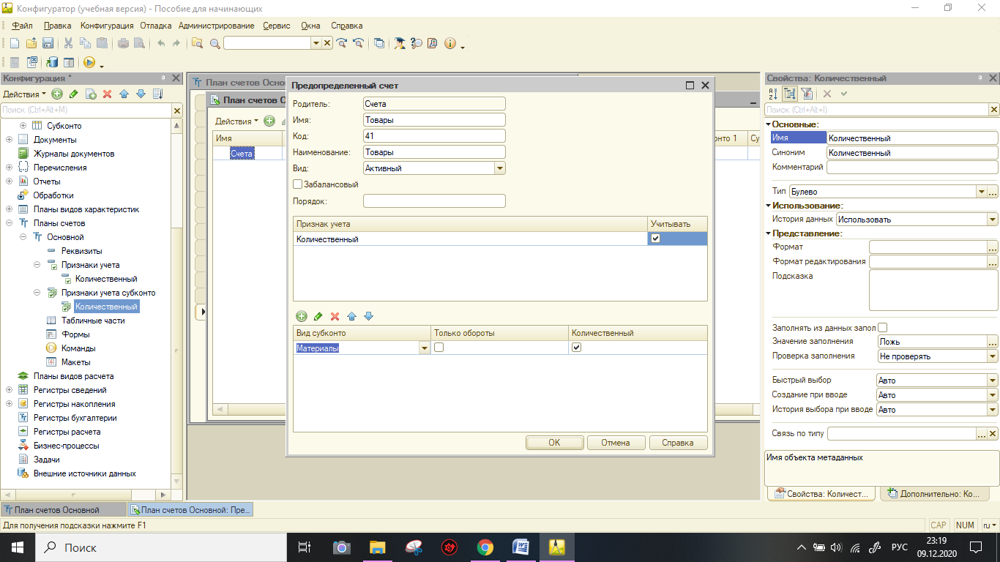 Конфигуратор (учебная версия) - Пособие для начинающих
Файл Правка Конфигурация Отладка Администрирование Сервис Окна Справка
Конфигурация *
Действия
Поиск (Ctrl+Alt+M)
Субконто
Документы
Журналы документов
Перечисления
Отчеты
Обработки
Планы видов характеристик
Планы счетов
Основной
Реквизиты
Признаки учета
Количественный
Признаки учета субконто
Количественный
Табличные части
Формы
Команды
Макеты
Планы видов расчета
Регистры сведений
Регистры накопления
Регистры бухгалтерии
Регистры расчета
Бизнес-процессы
Задачи
Внешние источники данных
План счетов Осно
План счетов О
Действия
Имя
онто 1 Су
Счета
Предопределенный счет
Родитель: Счета
Имя: Товары
Код: 41
Наименование: Товары
Вид: Активный
Забалансовый
Порядок:
Признак учета Учитывать
Количественный
Вид субконто Только обороты Количественный
Материалы
ОК Отмена Справка
Свойства: Количественный
Поиск (Ctrl+Alt+I)
Основные:
Имя Количественный
Синоним Количественный
Комментарий
Тип Булево
Использование:
История данных Использовать
Представление:
Формат
Формат редактирования
Подсказка
Заполнять из данных запол
Значение заполнения Ложь
Проверка заполнения Не проверять
Быстрый выбор Авто
Создание при вводе Авто
История выбора при вводе Авто
Связь по типу
Имя объекта метаданных
Свойства: Количест... Дополнительно: Ко...
План счетов Основной План счетов Основной: Пре...
Для получения подсказки нажмите F1 CAP NUM ru
Поиск РУС 23:19
09.12.2020